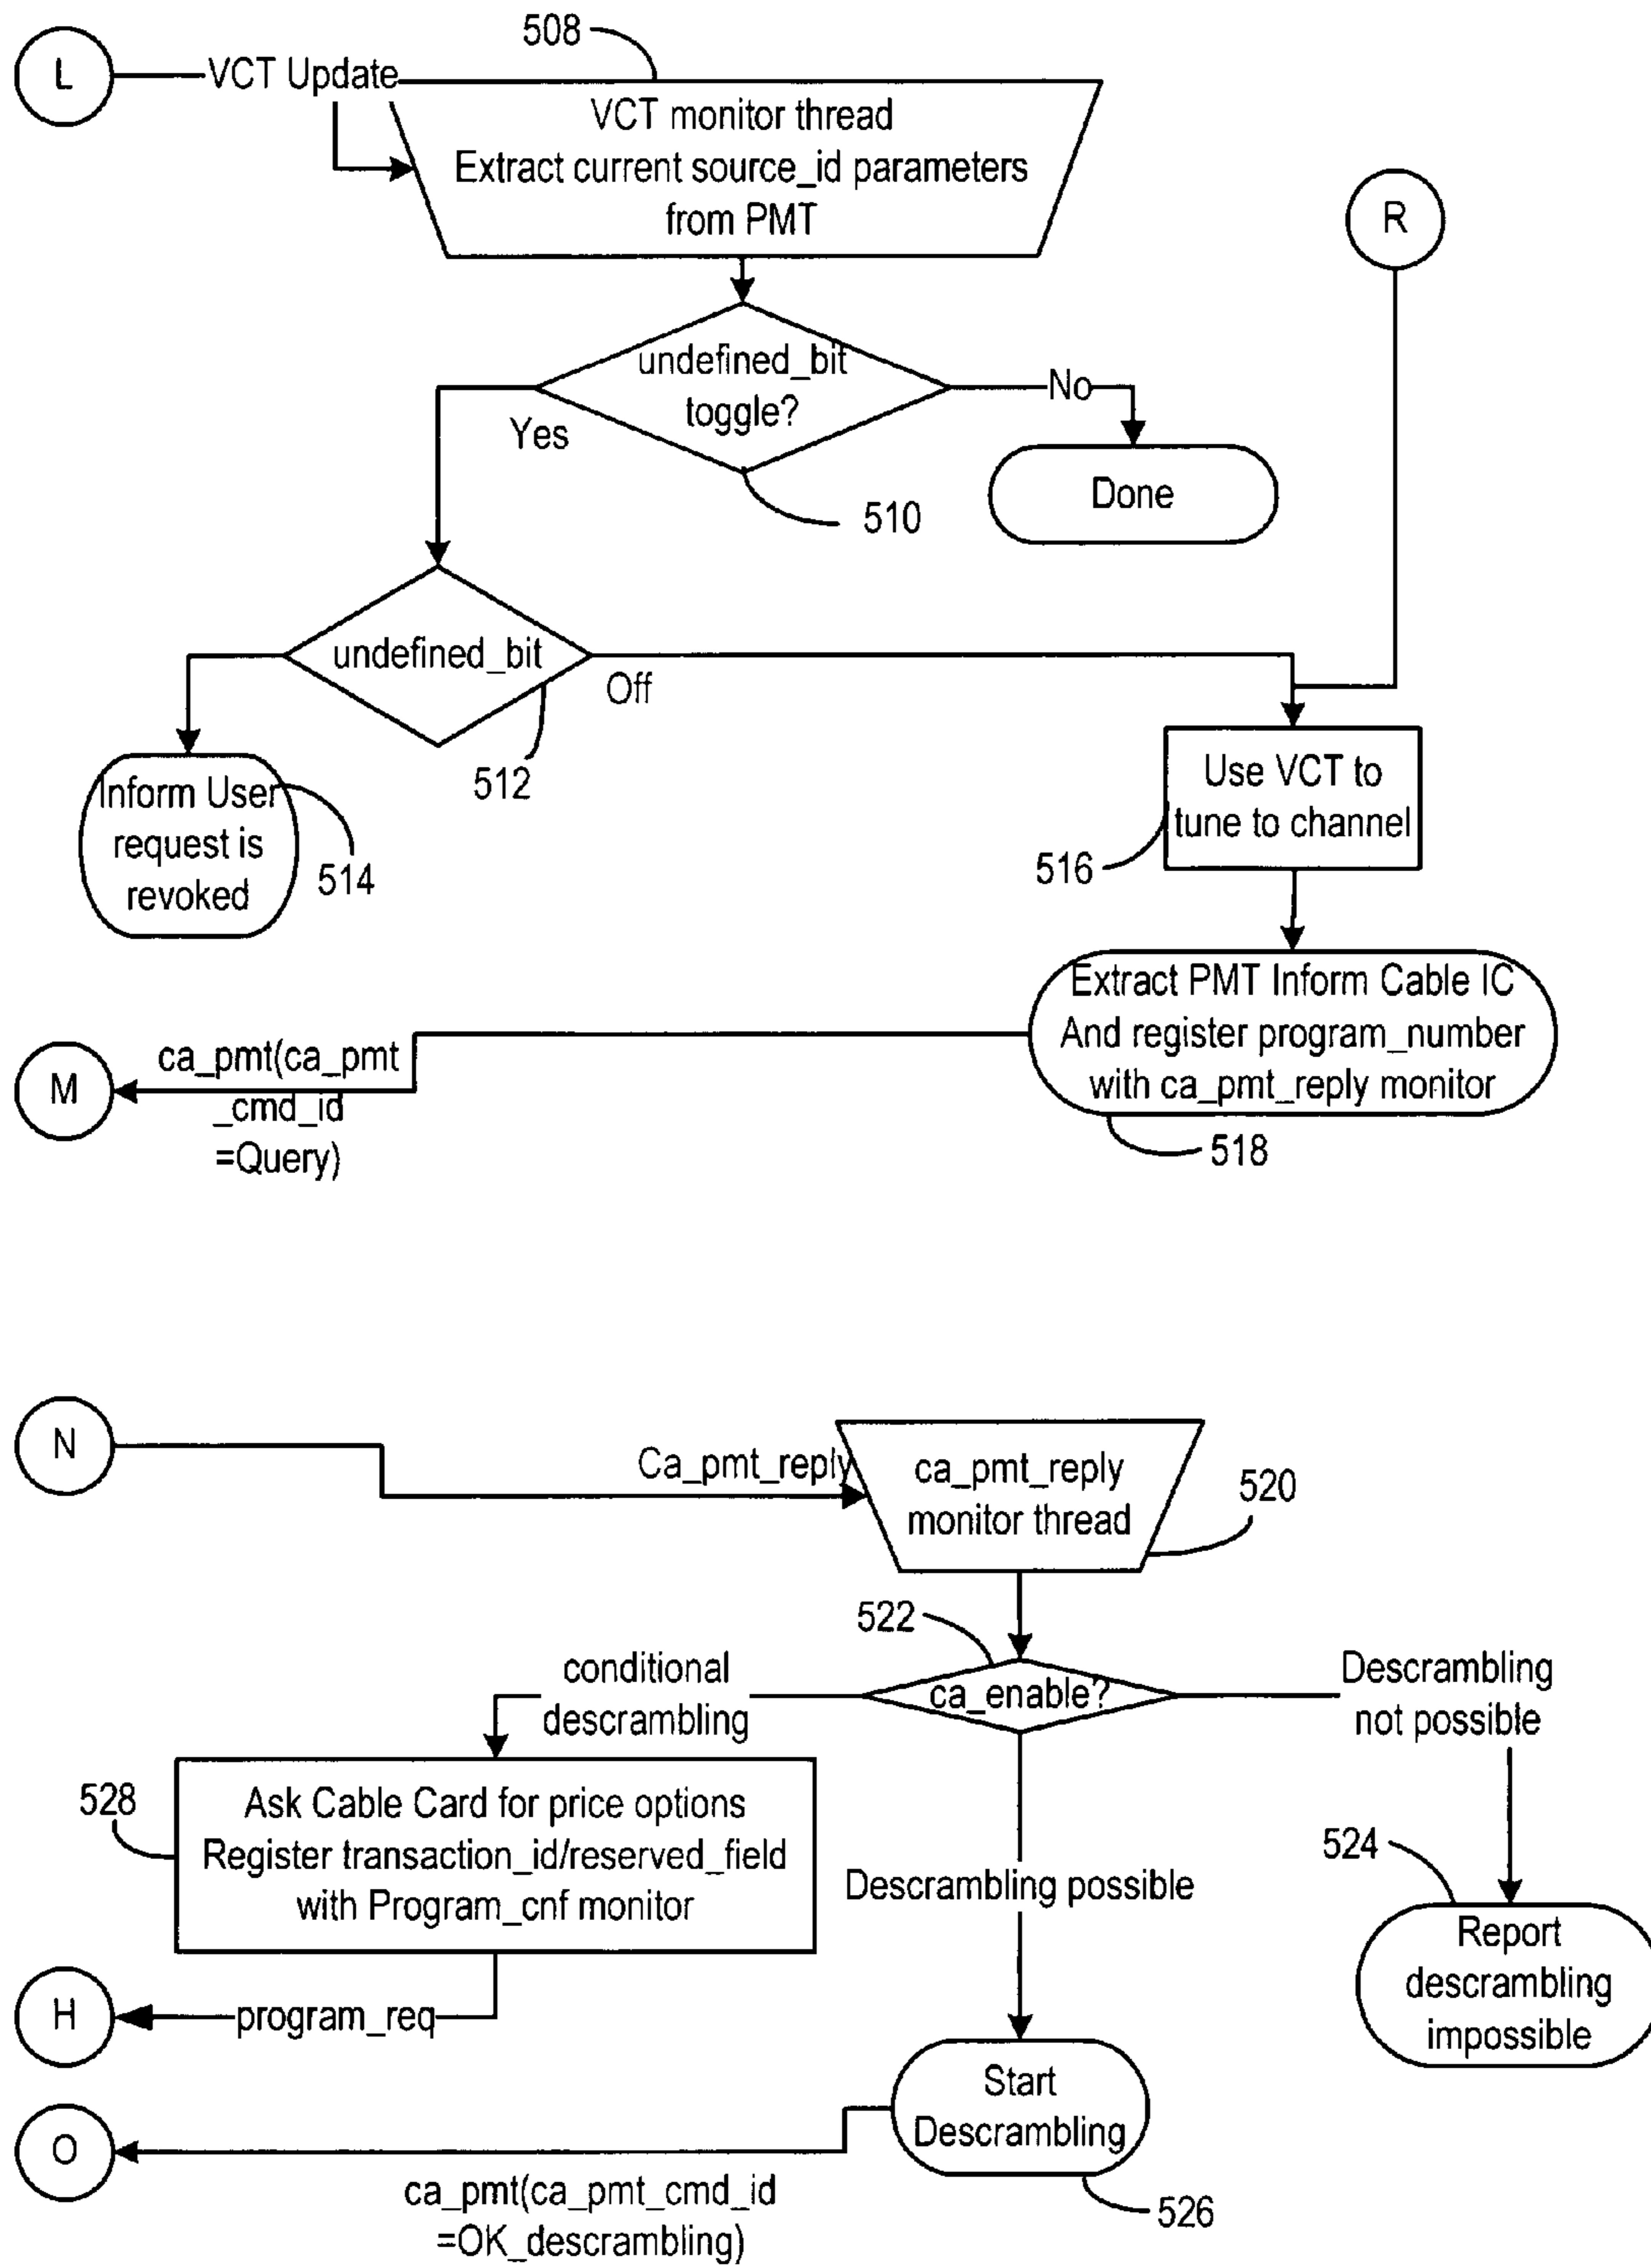 508
L
VCT Update
VCT monitor thread
Extract current source_id parameters
from PMT
R
undefined_bit
toggle?
No
Yes
Done
510
undefined_bit
Off
512
Inform User
request is
revoked
514
Use VCT to
tune to channel
516
Extract PMT Inform Cable IC
And register program_number
with ca_pmt_reply monitor
518
M
ca_pmt(ca_pmt
_cmd_id
=Query)
N
Ca_pmt_reply
ca_pmt_reply
monitor thread
520
522
ca_enable?
conditional
descrambling
Descrambling
not possible
528
Ask Cable Card for price options
Register transaction_id/reserved_field
with Program_cnf monitor
Descrambling possible
524
Report
descrambling
impossible
H
program_req
Start
Descrambling
O
526
ca_pmt(ca_pmt_cmd_id
=OK_descrambling)